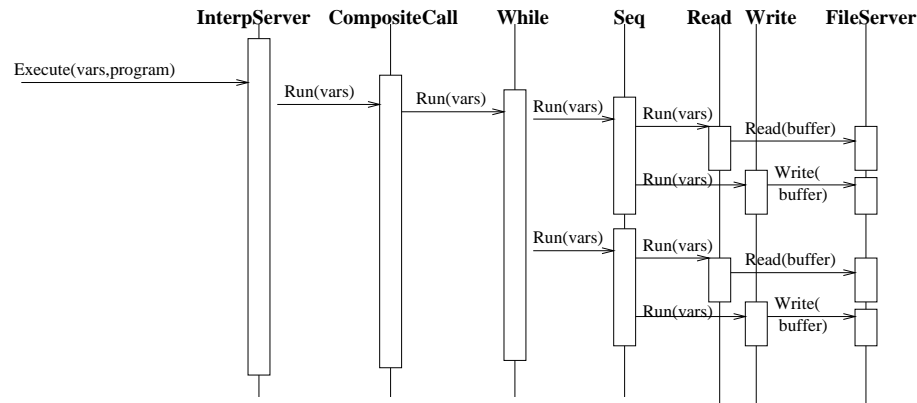 InterpServer CompositeCall While Seq Read Write FileServer
Execute(vars,program)
Run(vars)
Run(vars)
Run(vars)
Run(vars)
Read(buffer)
Run(vars)
Write(
buffer)
Run(vars)
Run(vars)
Read(buffer)
Run(vars)
Write(
buffer)